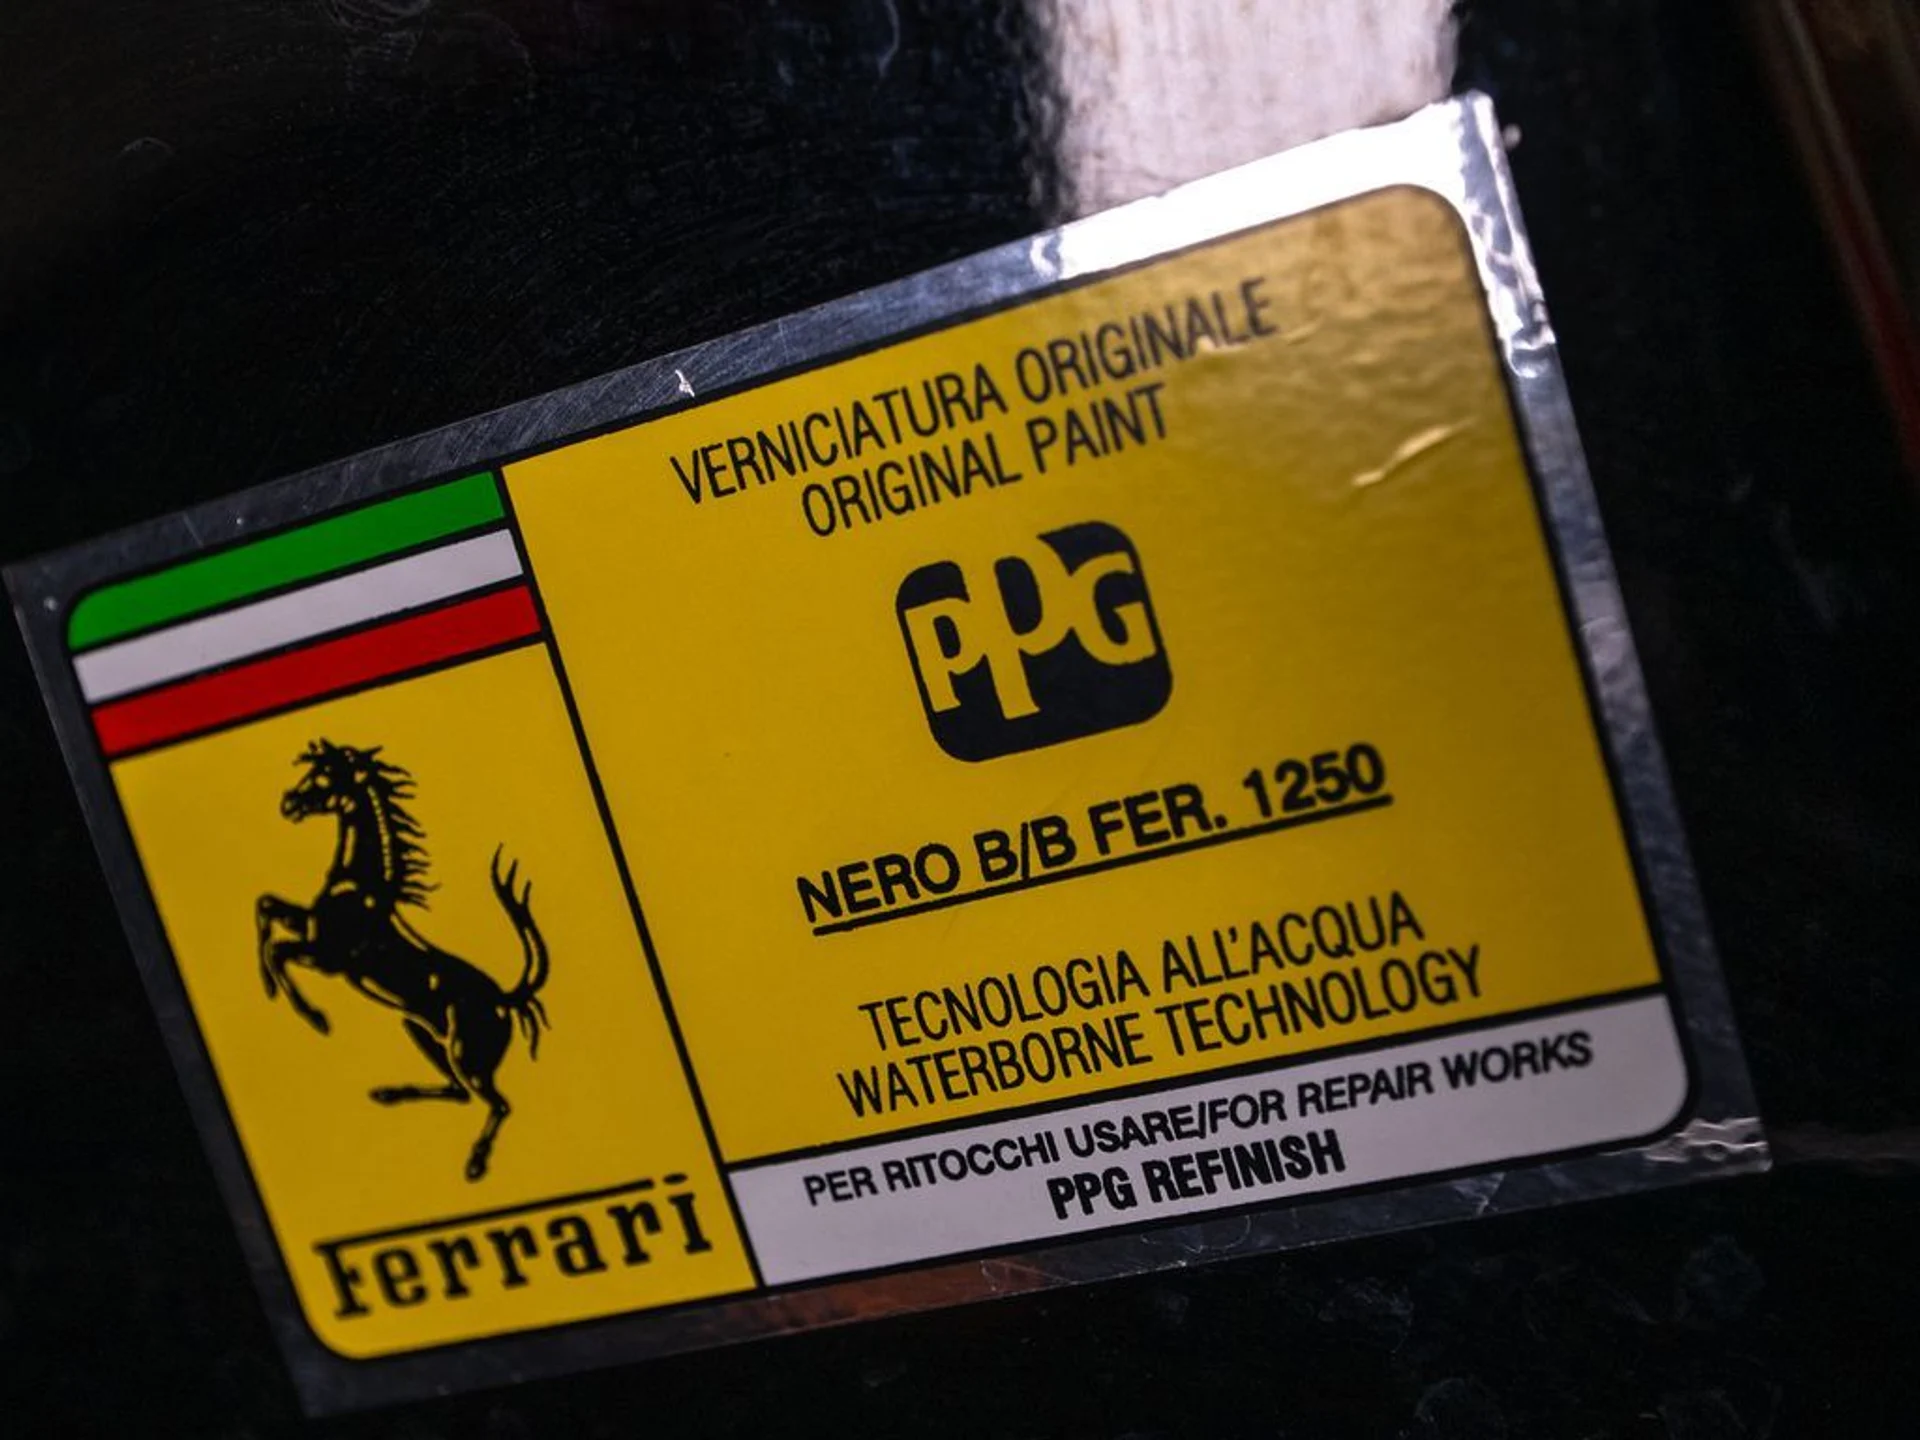 VERNICIATURA ORIGINALE
ORIGINAL PAINT
PPG
NERO B/B FER. 1250
TECNOLOGIA ALL'ACQUA
WATERBORNE TECHNOLOGY
PER RITOCCHI USARE/FOR REPAIR WORKS
PPG REFINISH
Ferrari